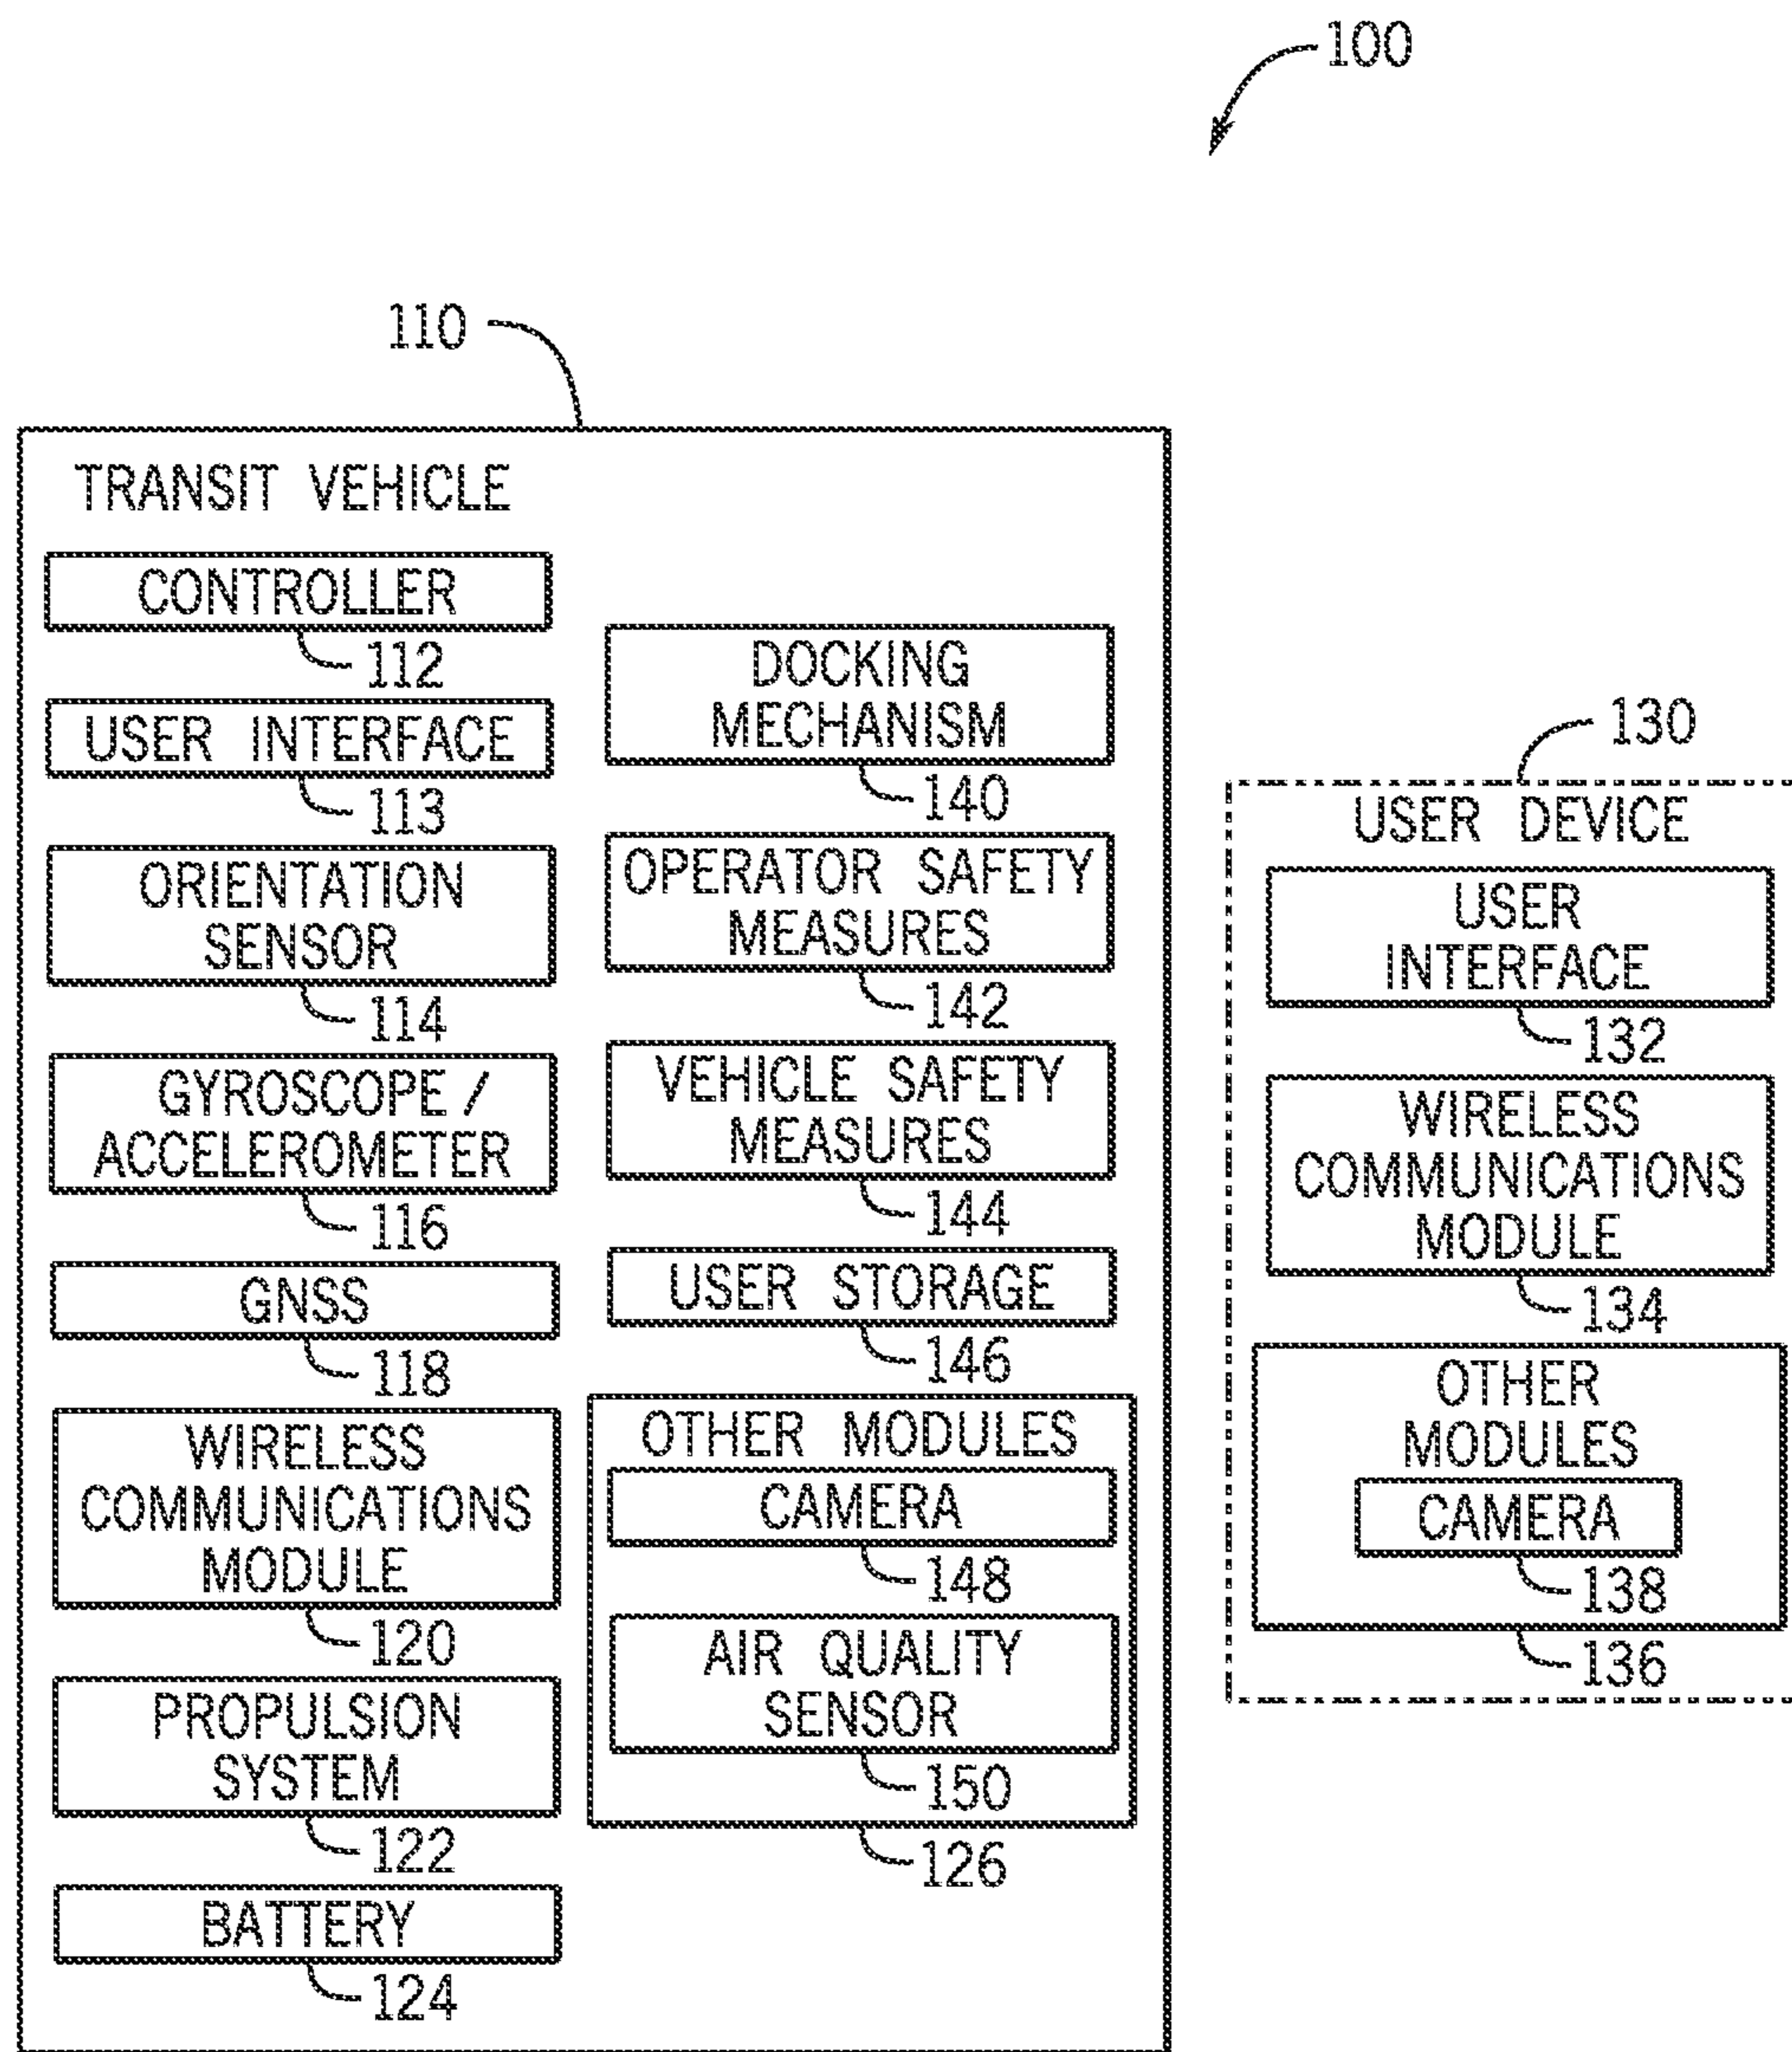 100
110
TRANSIT VEHICLE
CONTROLLER
112
USER INTERFACE
113
ORIENTATION
SENSOR
114
GYROSCOPE /
ACCELEROMETER
116
GNSS
118
WIRELESS
COMMUNICATIONS
MODULE
120
PROPULSION
SYSTEM
122
BATTERY
124
DOCKING
MECHANISM
140
OPERATOR SAFETY
MEASURES
142
VEHICLE SAFETY
MEASURES
144
USER STORAGE
146
OTHER MODULES
CAMERA
148
AIR QUALITY
SENSOR
150
126
130
USER DEVICE
USER
INTERFACE
132
WIRELESS
COMMUNICATIONS
MODULE
134
OTHER
MODULES
CAMERA
138
136